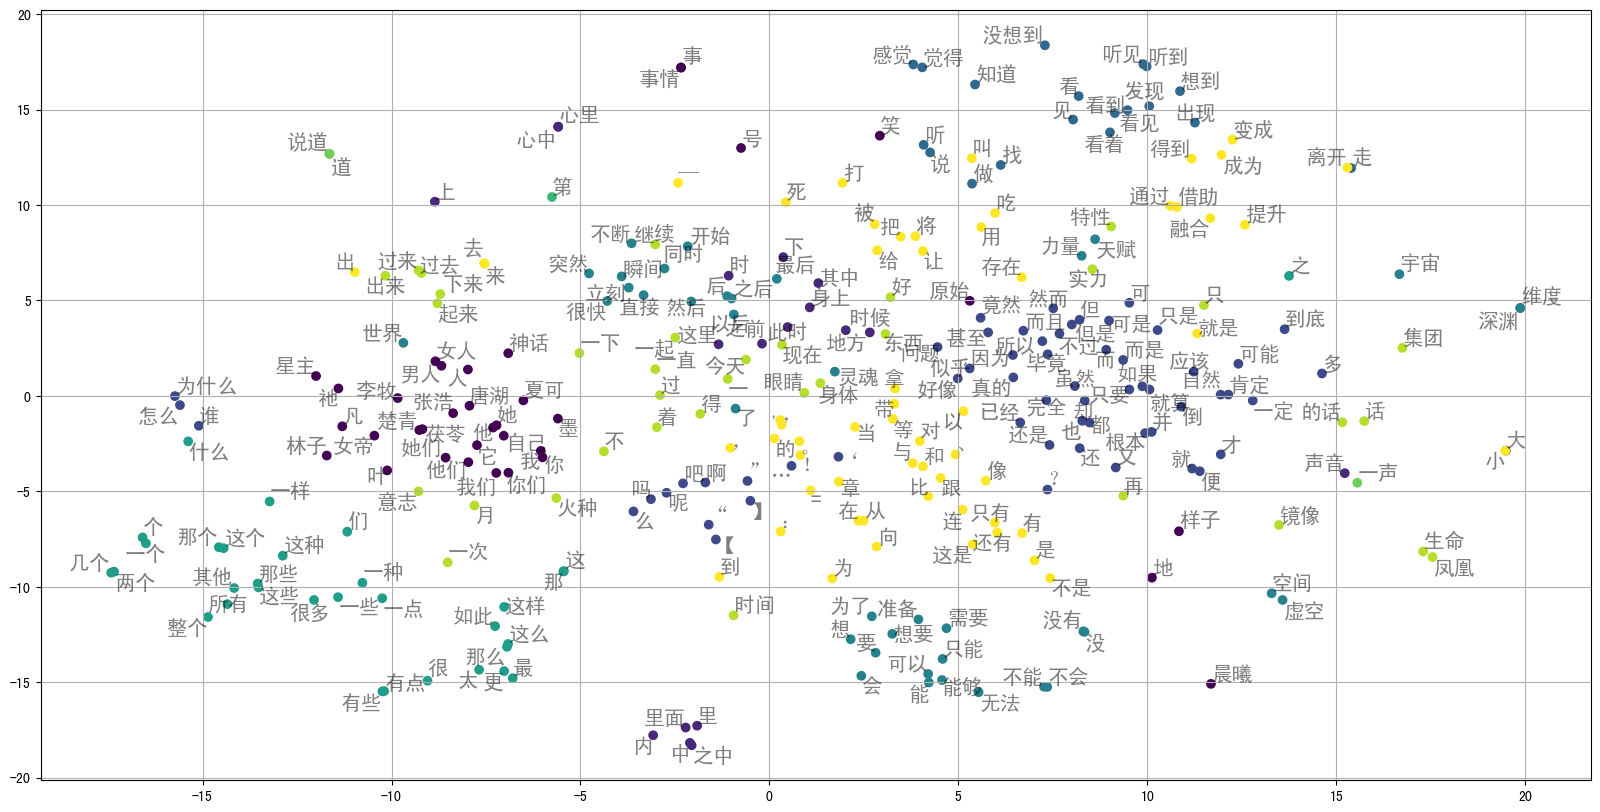 20
没想到
感觉 觉得
听见 听到
事
事情
知道
看
想到
发现
15
看到
见
看见
出现
心里
心中
看着
变成
说道
道
号
笑
听
说
叫
找
得到
成为
离开 走
做
上
第
一
打
死
通过 借助
10
被
把 将
吃
用
特性
提升
融合
不断 继续
开始
同时
下
给
让
力量
天赋
出
过来
过去
去
来
突然
瞬间
时
最后
其中
好
存在
实力
之
宇宙
出来
下来
起来
立刻
很快
直接
然后
后 之后
身上
原始
5
竟然
然而
但
可
只
维度
深渊
世界
以后
之前
此时
时候
地方
东西
甚至
而且
但是
可是
只是
就是
到底
集团
神话
一下
这里
一起
一直
现在
问题
所以
不过
因为
毕竟
而
而是
可能
多
星主
女人
男人
人
今天
眼睛
灵魂
拿
似乎
好像
应该
自然
肯定
为什么
怎么
谁
祂
李牧
唐湖
夏可
过
一
身体
真的
虽然
如果
只要
0
什么
凡
楚青
张浩
她
墨
着
得
了
带
以
已经
完全
却
就算
倒
一定
的话
话
林子
女帝
茯苓
他
自己
不
当
等
对
还是
也
都
并
根本
大
小
她们
它
我
你
的
。
与
和
、
还
又
就
才
便
声音
一声
叶
他们
我们
你们
吧 啊
”
…
！
‘
像
？
意志
月
火种
吗
呢
章
比
跟
再
-5
一样
么
“
】
=
在 从
连
只有
有
样子
镜像
个
一个
那个
这个
们
【
：
向
这是
还有
是
生命
凤凰
几个
两个
这种
一次
这
那
到
为
不是
地
空间
虚空
-10
其他
那些
这些
一种
所有
很多
一些
一点
时间
整个
如此
这样
为了
准备
需要
没有
没
想
想要
要
这么
那么
很
太 更
最
只能
可以
不能 不会
晨曦
-15
有点
有些
会
能
能够
无法
里面
里
内
中 之中
-20
-15 -10 -5 0 5 10 15 20